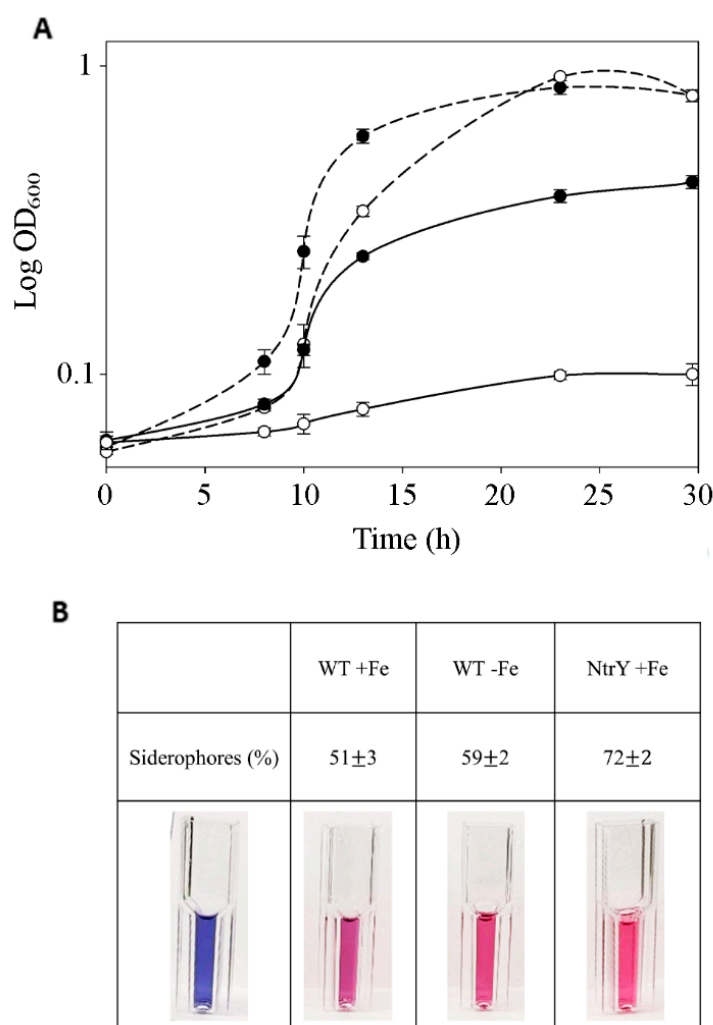 A
1
Log OD₆₀₀
0.1
0 5 10 15 20 25 30
Time (h)
B
WT +Fe WT -Fe NtrY +Fe
Siderophores (%) 51±3 59±2 72±2